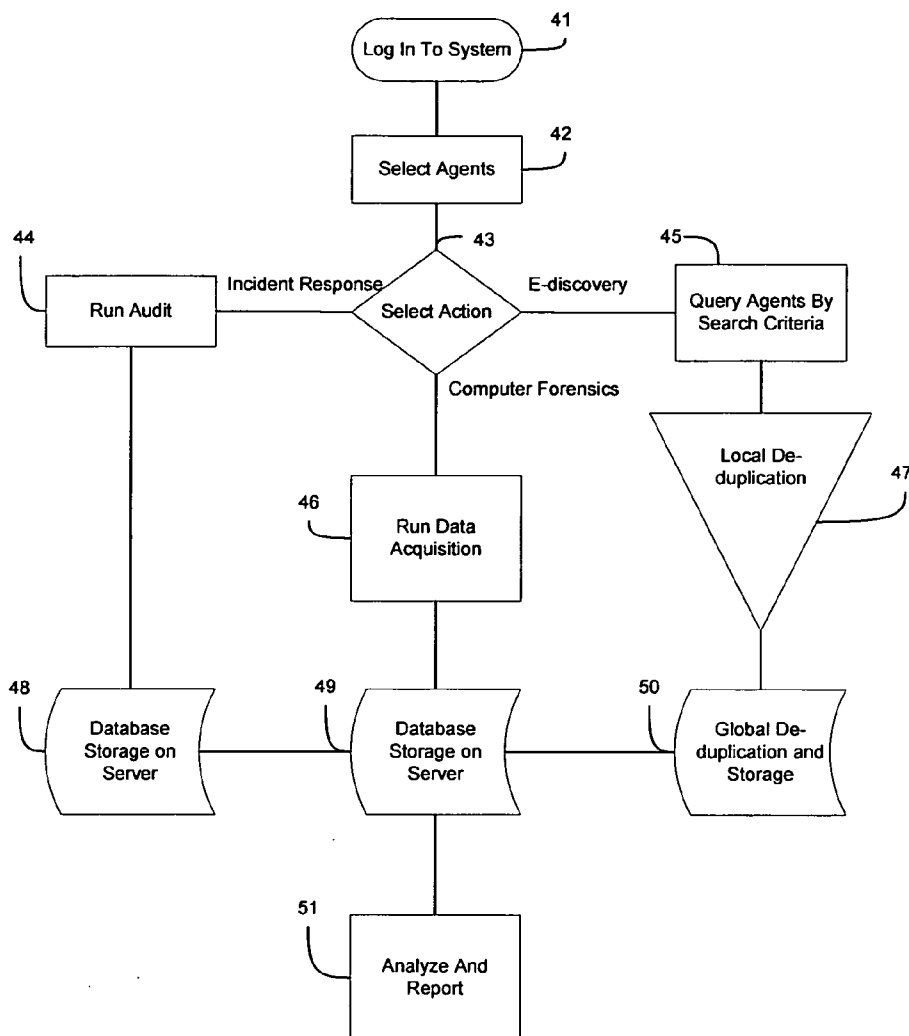 41
Log In To System
42
Select Agents
43
44
45
Incident Response
E-discovery
Run Audit
Select Action
Query Agents By
Search Criteria
Computer Forensics
Local De-
duplication
47
46
Run Data
Acquisition
48
49
50
Database
Storage on
Server
Database
Storage on
Server
Global De-
duplication and
Storage
51
Analyze And
Report